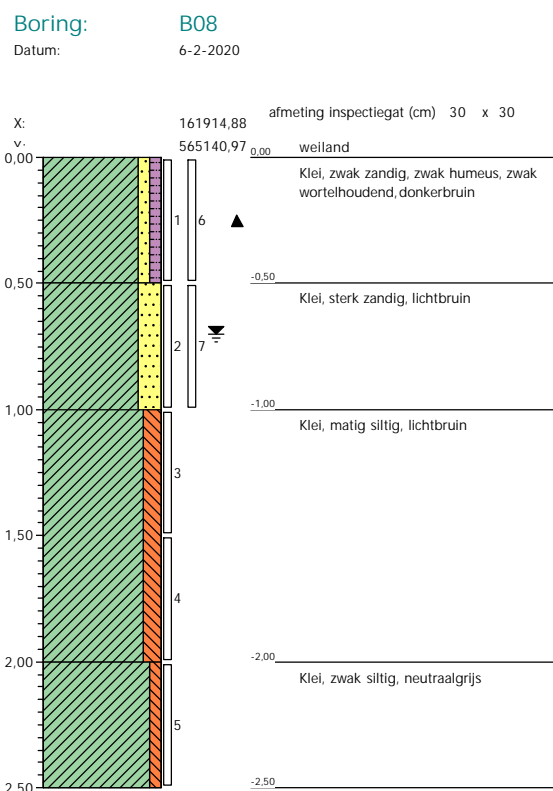 Boring: B08
Datum: 6-2-2020
afmeting inspectiegat (cm) 30 x 30
X: 161914,88
565140,97
0,00 0,00 weiland
Klei, zwak zandig, zwak humeus, zwak
wortelhoudend, donkerbruin
1 6
0,50 -0,50
Klei, sterk zandig, lichtbruin
2 7
1,00 -1,00
Klei, matig siltig, lichtbruin
3
1,50
4
2,00 -2,00
Klei, zwak siltig, neutraalgrijs
5
2,50 -2,50